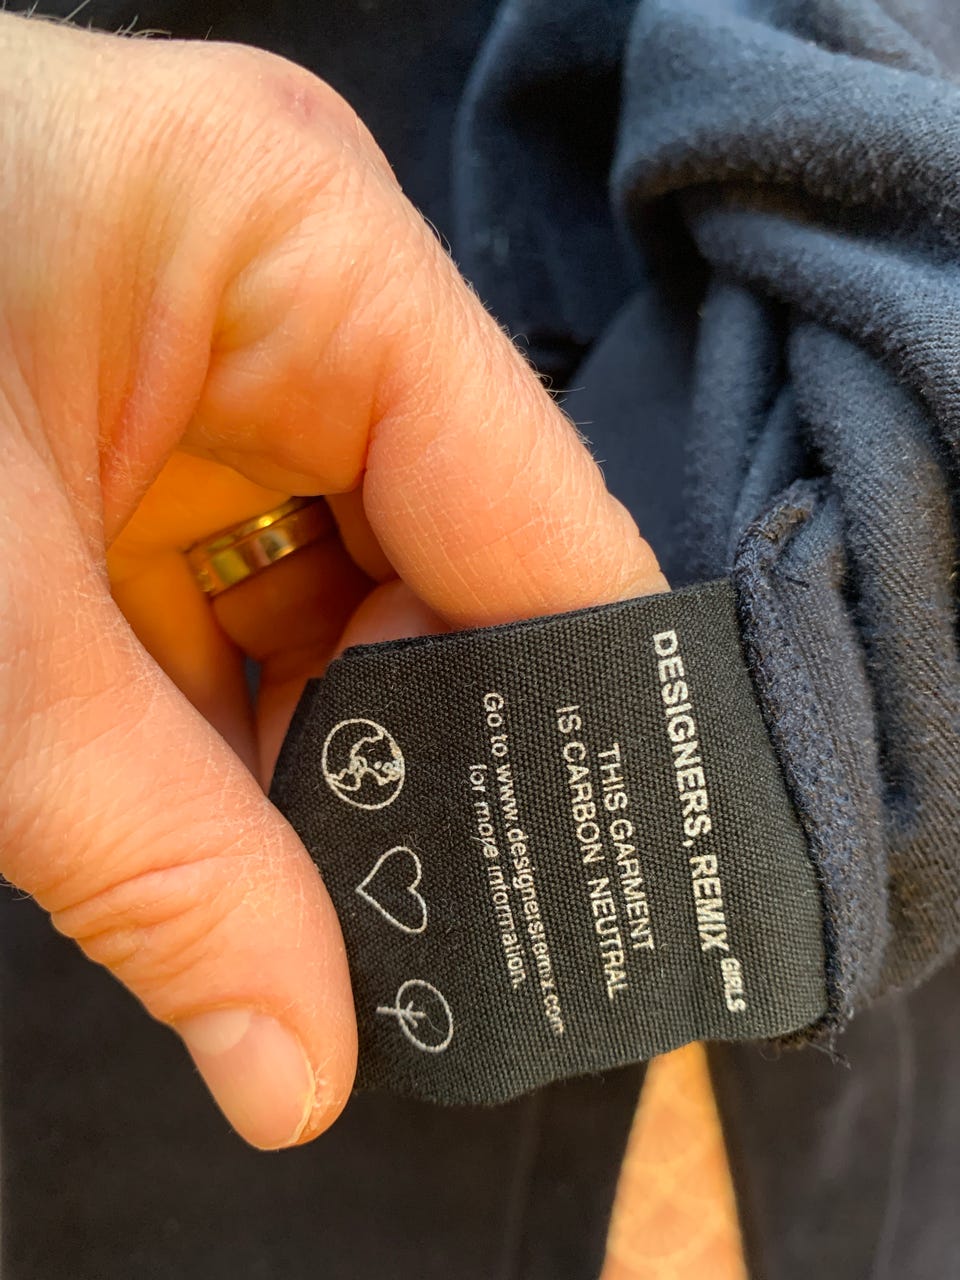 DESIGNERS, REMIX GIRLS
THIS GARMENT
IS CARBON NEUTRAL
Go to www.designersremix.com
for more information.